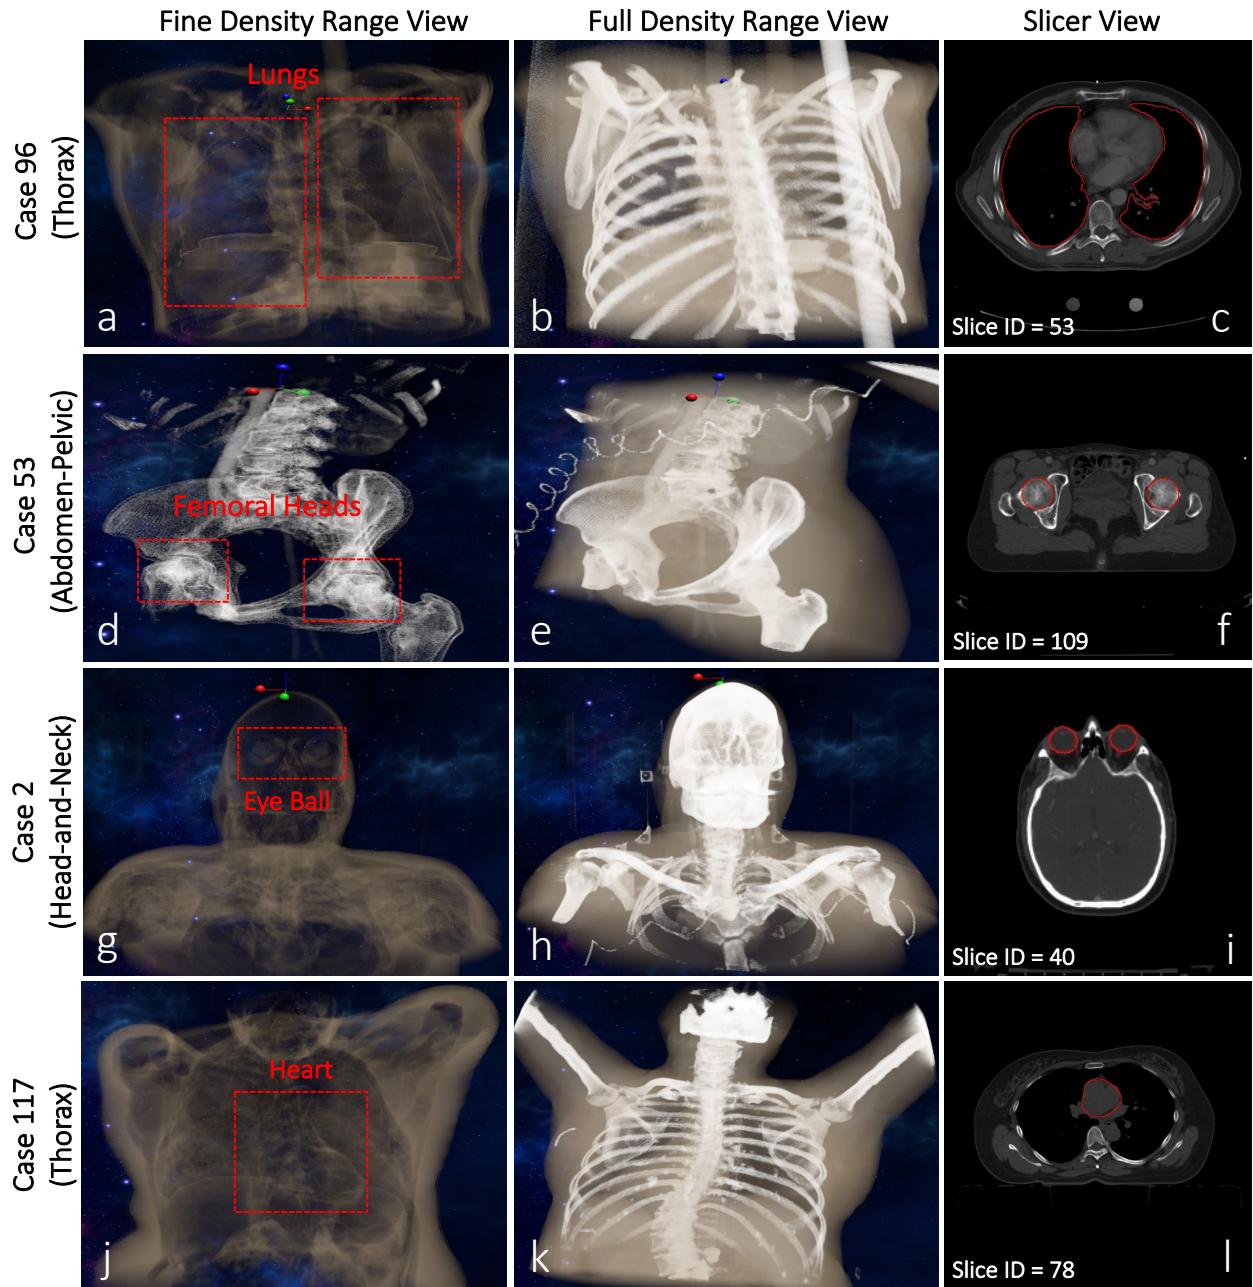 Fine Density Range View
Full Density Range View
Slicer View
Case 96
(Thorax)
Lungs
a
b
Slice ID = 53
c
Case 53
(Abdomen-Pelvic)
Femoral Heads
d
e
Slice ID = 109
f
Case 2
(Head-and-Neck)
Eye Ball
g
h
Slice ID = 40
i
Case 117
(Thorax)
Heart
j
k
Slice ID = 78
l